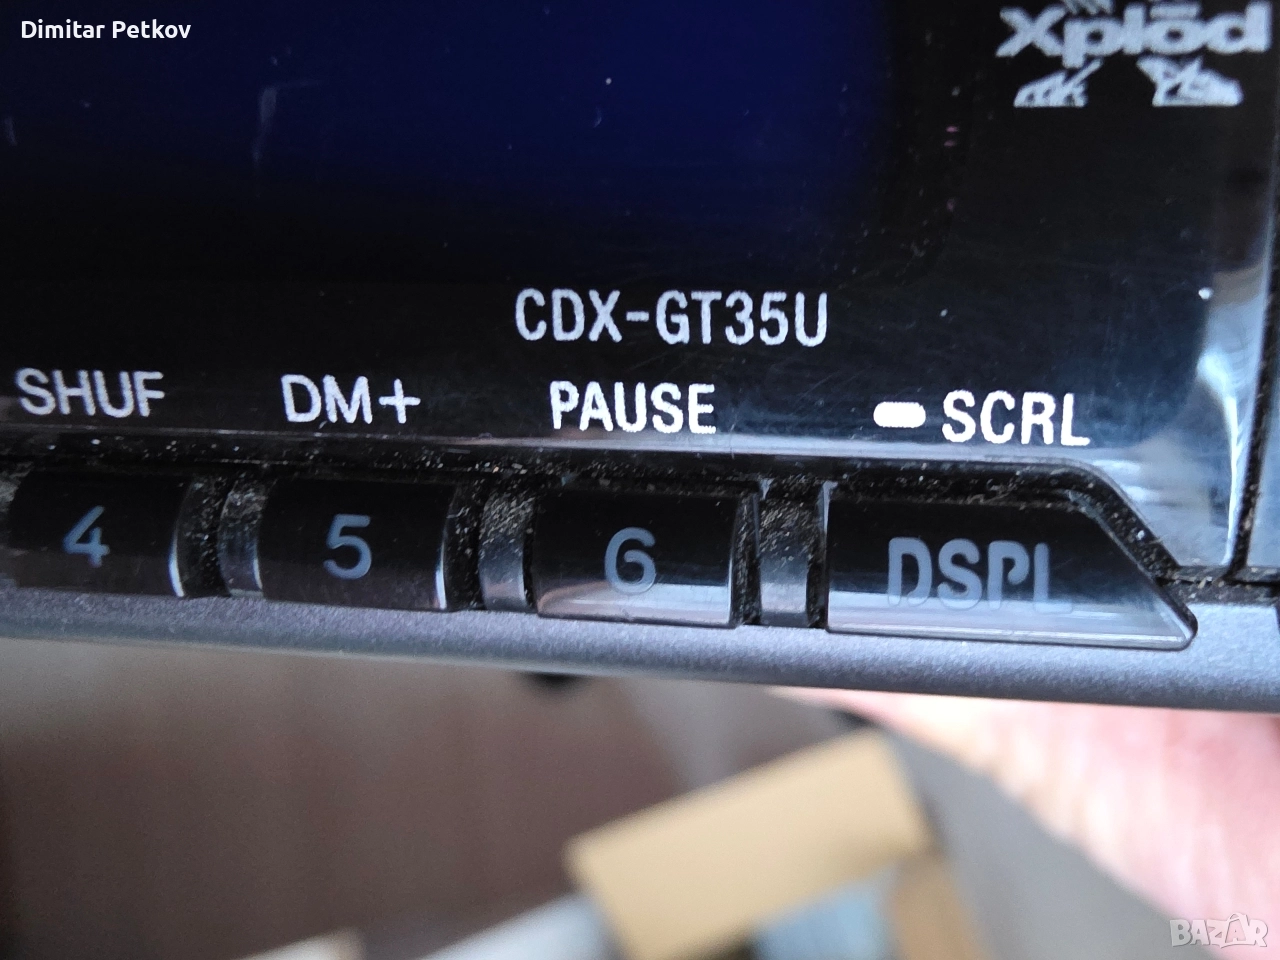 Dimitar Petkov
Xplōd
CDX-GT35U
SHUF DM+ PAUSE SCRL
4 5 6 DSPL
BAZAR